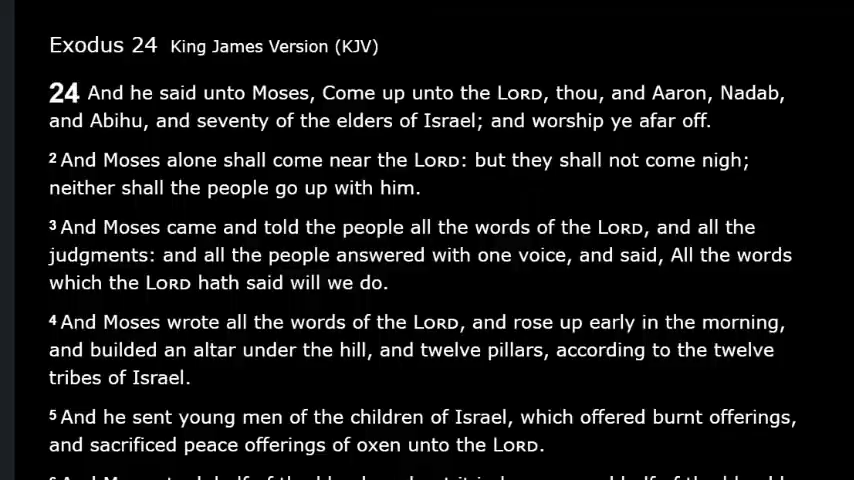 Exodus 24 King James Version (KJV)
24 And he said unto Moses, Come up unto the LORD, thou, and Aaron, Nadab,
and Abihu, and seventy of the elders of Israel; and worship ye afar off.
2 And Moses alone shall come near the LORD: but they shall not come nigh;
neither shall the people go up with him.
3 And Moses came and told the people all the words of the LORD, and all the
judgments: and all the people answered with one voice, and said, All the words
which the LORD hath said will we do.
4 And Moses wrote all the words of the LORD, and rose up early in the morning,
and builded an altar under the hill, and twelve pillars, according to the twelve
tribes of Israel.
5 And he sent young men of the children of Israel, which offered burnt offerings,
and sacrificed peace offerings of oxen unto the LORD.